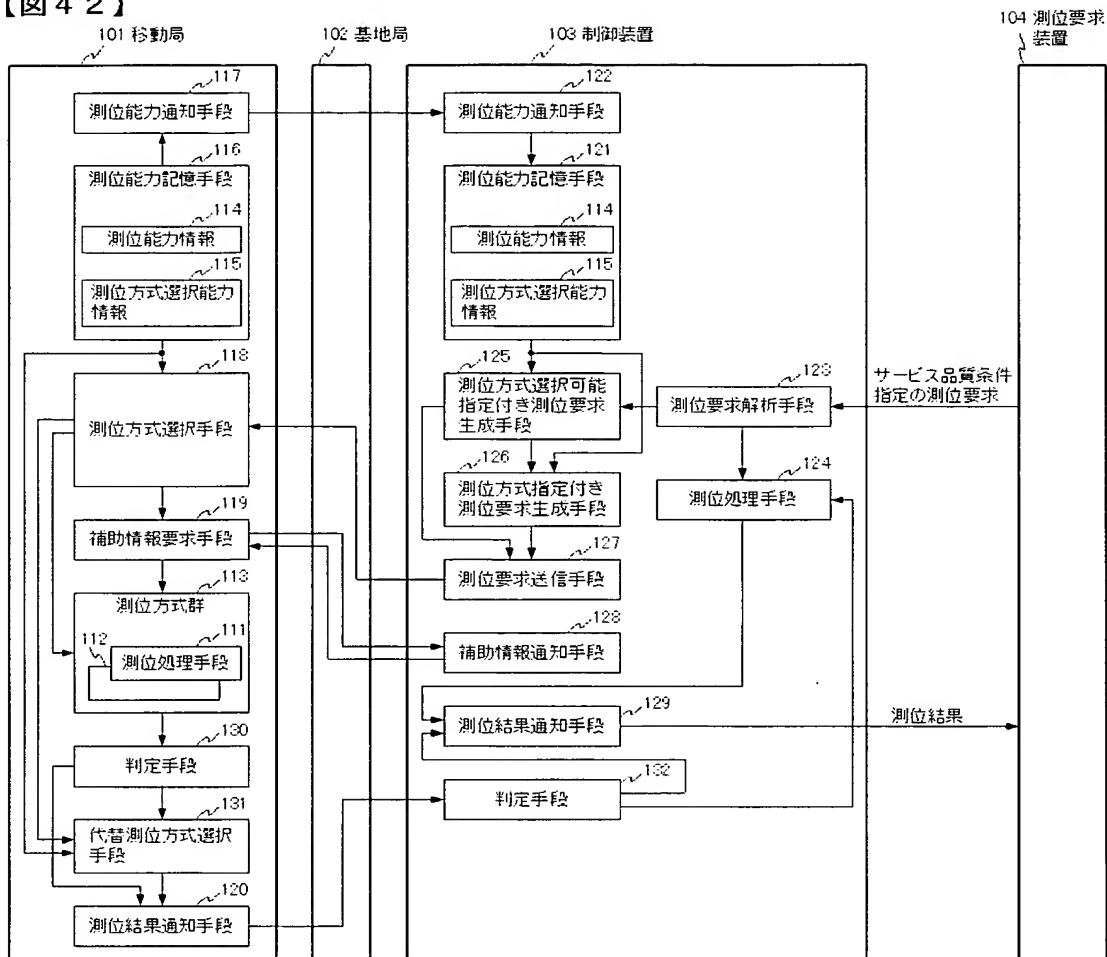 【図４２】
101 移動局
102 基地局
103 制御装置
104 測位要求
装置
117
測位能力通知手段
116
測位能力記憶手段
114
測位能力情報
115
測位方式選択能力
情報
118
測位方式選択手段
119
補助情報要求手段
113
測位方式群
112
111
測位処理手段
130
判定手段
131
代替測位方式選択
手段
120
測位結果通知手段
122
測位能力通知手段
121
測位能力記憶手段
114
測位能力情報
115
測位方式選択能力
情報
125
測位方式選択可能
指定付き測位要求
生成手段
123
測位要求解析手段
サービス品質条件
指定の測位要求
126
測位方式指定付き
測位要求生成手段
124
測位処理手段
127
測位要求送信手段
128
補助情報通知手段
129
測位結果通知手段
測位結果
132
判定手段